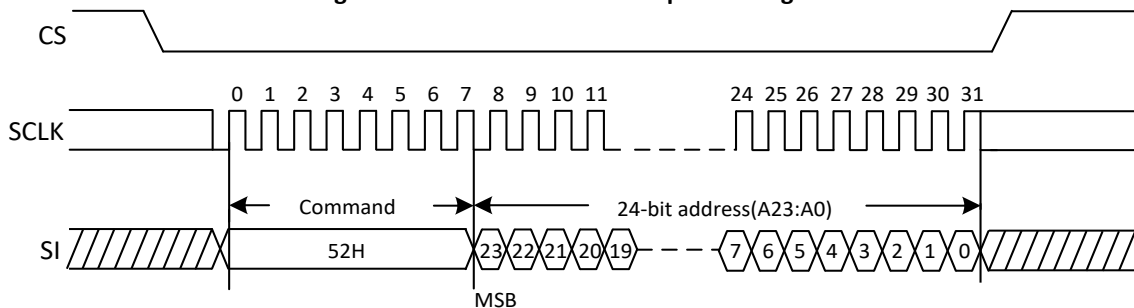 CS
0 1 2 3 4 5 6 7 8 9 10 11 24 25 26 27 28 29 30 31
SCLK
Command 24-bit address(A23:A0)
SI 52H 23 22 21 20 19 7 6 5 4 3 2 1 0
MSB